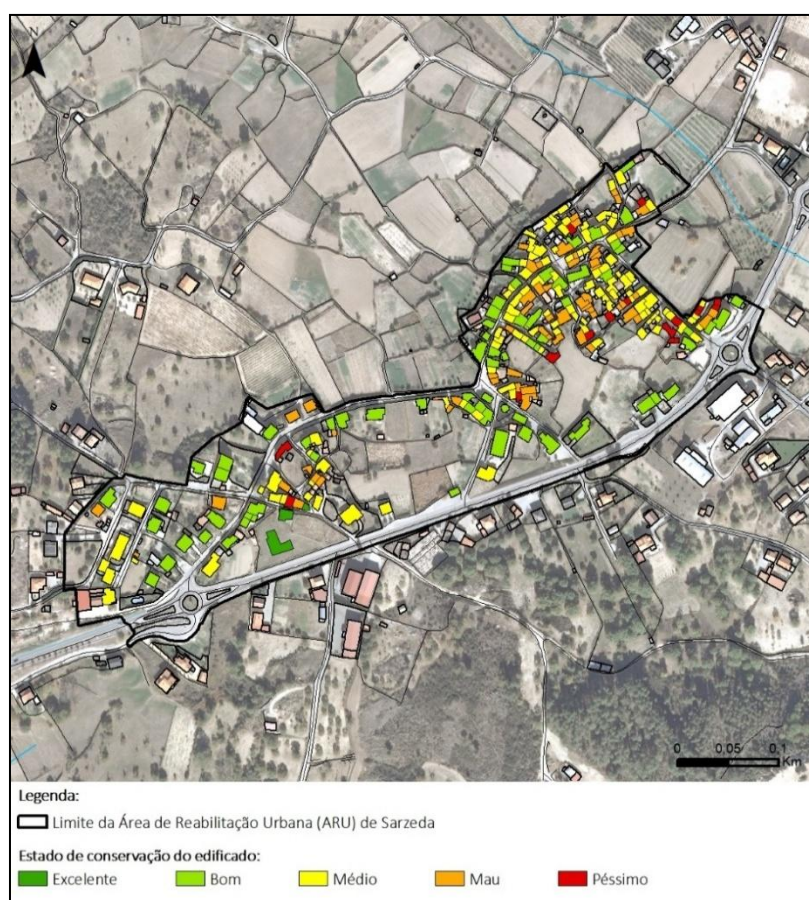 N
0 0,05 0,1
Km
Legenda:
Limite da Área de Reabilitação Urbana (ARU) de Sarzeda
Estado de conservação do edificado:
Excelente Bom Médio Mau Péssimo